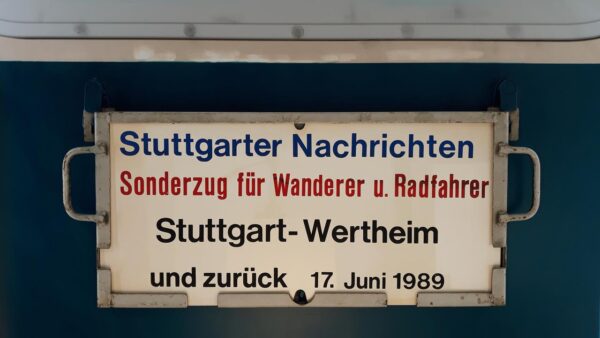 Stuttgarter Nachrichten
Sonderzug für Wanderer u. Radfahrer
Stuttgart-Wertheim
und zurück 17. Juni 1989